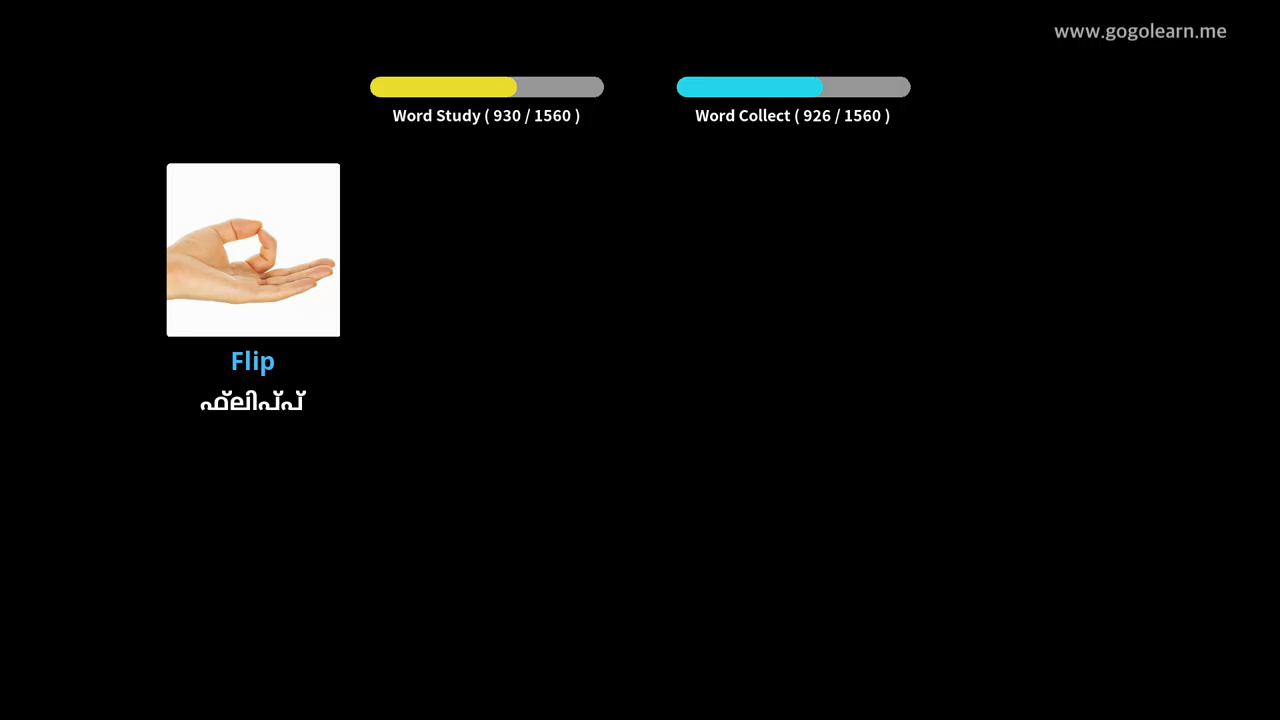 www.gogolearn.me
Word Study ( 930 / 1560 )
Word Collect ( 926 / 1560 )
Flip
ഫ്ലിപ്പ്